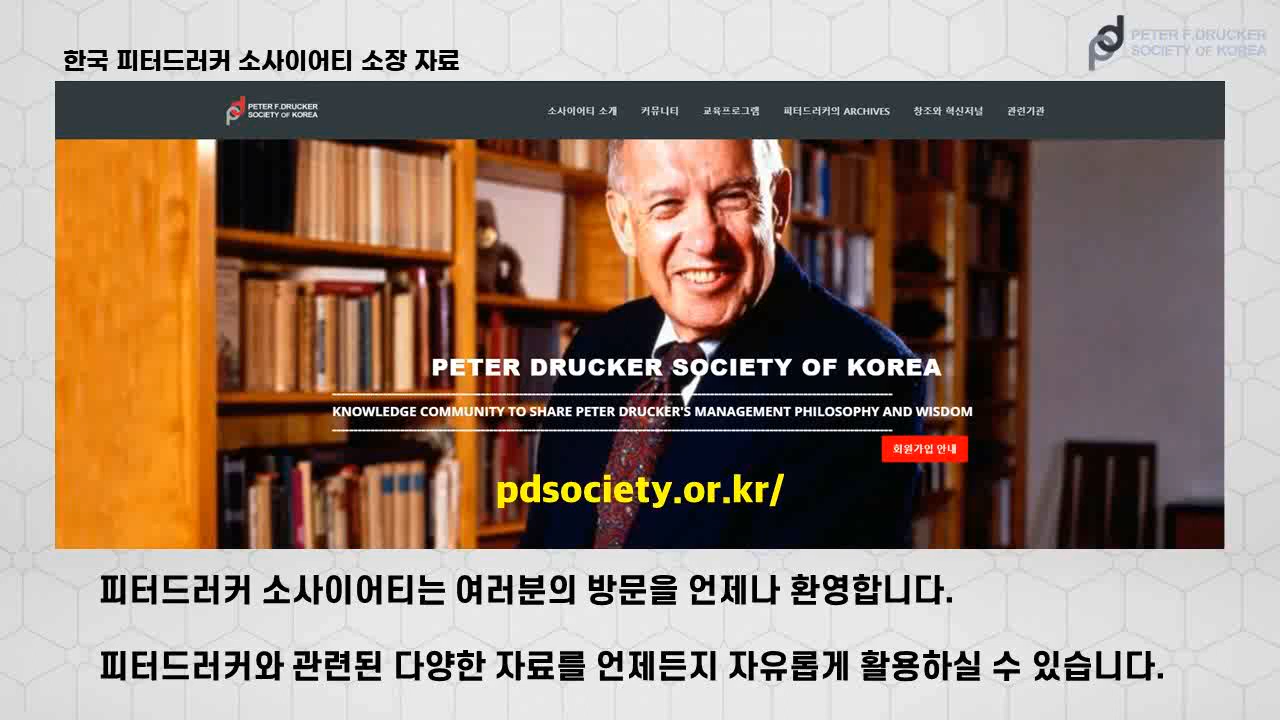 한국 피터드러커 소사이어티 소장 자료
PETER F.DRUCKER
SOCIETY OF KOREA
PETER F.DRUCKER
SOCIETY OF KOREA
소사이어티 소개 커뮤니티 교육프로그램 피터드러커의 ARCHIVES 창조와 혁신저널 관련기관
PETER DRUCKER SOCIETY OF KOREA
KNOWLEDGE COMMUNITY TO SHARE PETER DRUCKER'S MANAGEMENT PHILOSOPHY AND WISDOM
회원가입 안내
pdsociety.or.kr/
피터드러커 소사이어티는 여러분의 방문을 언제나 환영합니다.
피터드러커와 관련된 다양한 자료를 언제든지 자유롭게 활용하실 수 있습니다.